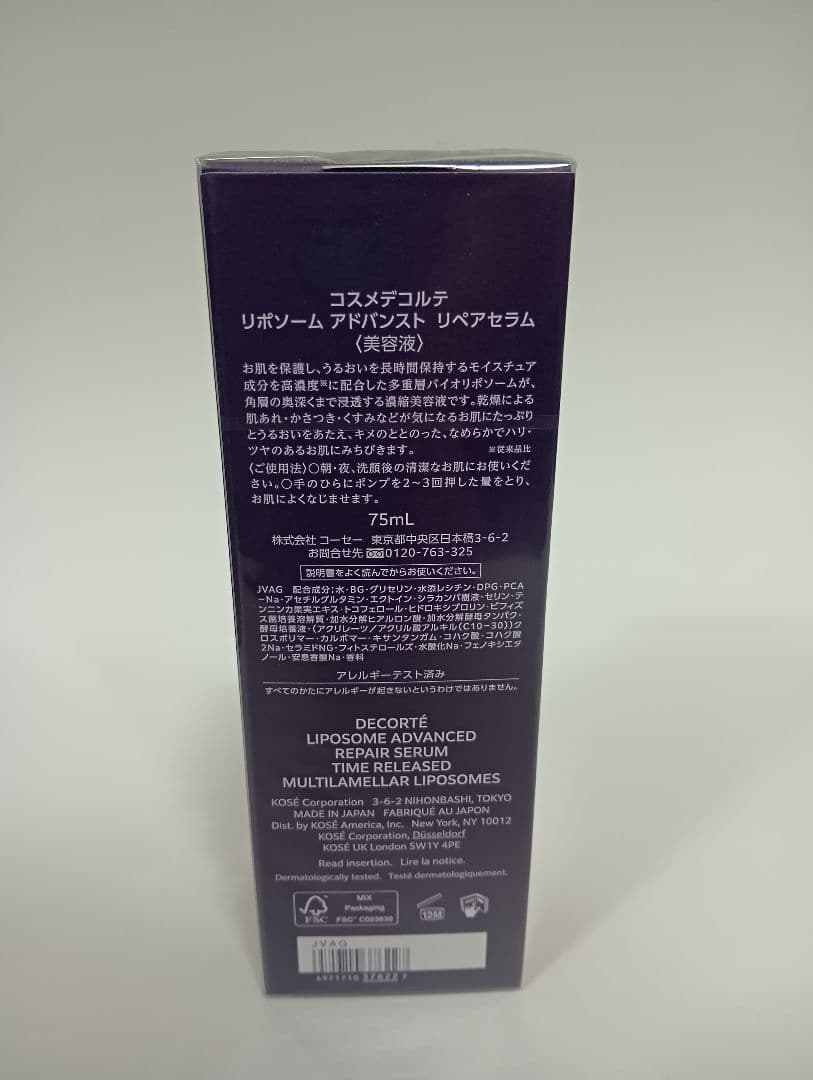 コスメデコルテ
リポソーム アドバンスト リペアセラム
〈美容液〉
お肌を保護し、うるおいを長時間保持するモイスチュア
成分を高濃度※に配合した多重層バイオリポソームが、
角層の奥深くまで浸透する濃縮美容液です。乾燥による
肌あれ・かさつき・くすみなどが気になるお肌にたっぷり
とうるおいをあたえ、キメのととのった、なめらかでハリ・
ツヤのあるお肌にみちびきます。 ※従来品比
〈ご使用法〉○朝・夜、洗顔後の清潔なお肌にお使いくださ
い。○手のひらにポンプを2～3回押した量をとり、
お肌によくなじませます。
75mL
株式会社 コーセー 東京都中央区日本橋3-6-2
お問合せ先 0120-763-325
説明書をよく読んでからお使いください。
JVAG 配合成分:水・BG・グリセリン・水添レシチン・DPG・PCA
-Na・アセチルグルタミン・エクトイン・シラカンバ樹液・セリン・テ
ンニンカ果実エキス・トコフェロール・ヒドロキシプロリン・ビフィズ
ス菌培養溶解質・加水分解ヒアルロン酸・加水分解酵母タンパク・
酵母培養液・(アクリレーツ/アクリル酸アルキル(C10-30))ク
ロスポリマー・カルボマー・キサンタンガム・コハク酸・コハク酸
2Na・セラミドNG・フィトステロールズ・水酸化Na・フェノキシエタ
ノール・安息香酸Na・香料
アレルギーテスト済み
すべてのかたにアレルギーが起きないというわけではありません。
DECORTÉ
LIPOSOME ADVANCED
REPAIR SERUM
TIME RELEASED
MULTILAMELLAR LIPOSOMES
KOSÉ Corporation 3-6-2 NIHONBASHI, TOKYO
MADE IN JAPAN FABRIQUÉ AU JAPON
Dist. by KOSÉ America, Inc. New York, NY 10012
KOSÉ Corporation, Düsseldorf
KOSÉ UK London SW1Y 4PE
Read insertion. Lire la notice.
Dermatologically tested. Testé dermatologiquement.
FSC
MIX
Packaging
FSC® C003630
12M
JVAG